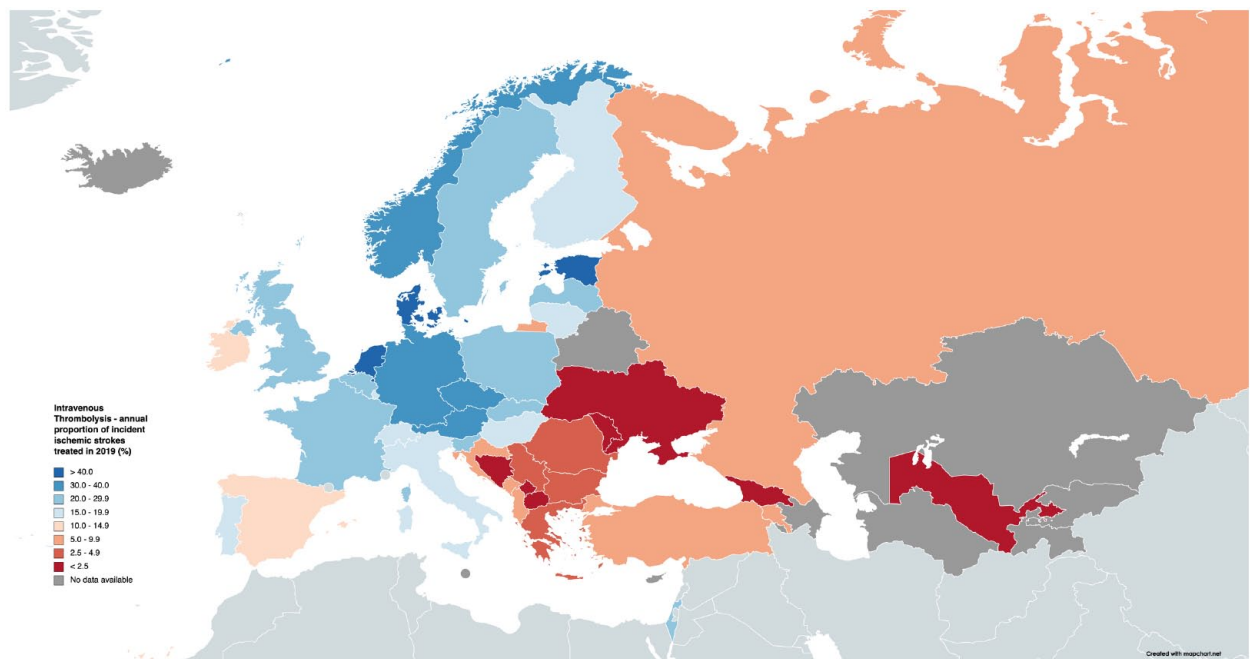 Intravenous
Thrombolysis - annual
proportion of incident
ischemic strokes
treated in 2019 (%)
> 40.0
30.0 - 40.0
20.0 - 29.9
15.0 - 19.9
10.0 - 14.9
5.0 - 9.9
2.5 - 4.9
< 2.5
No data available
Created with mapchart.net